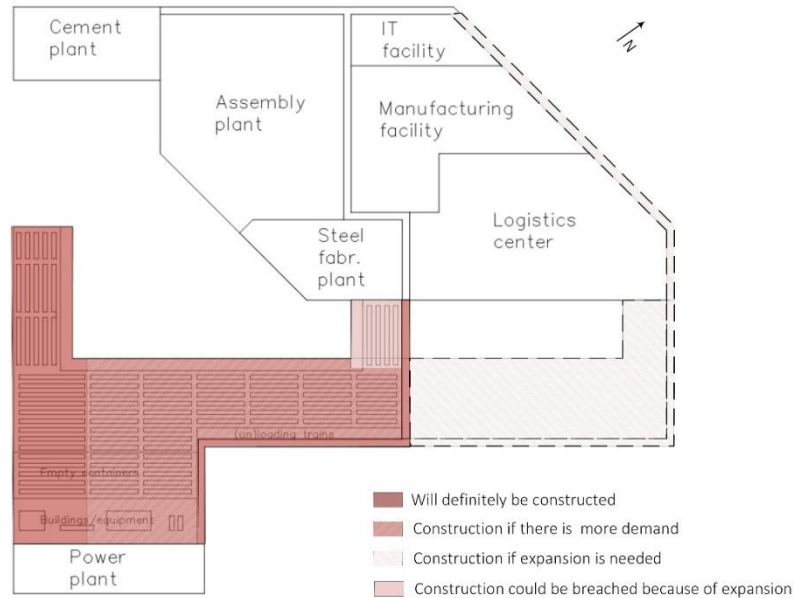 Cement
plant
IT
facility
N
Assembly
plant
Manufacturing
facility
Logistics
center
Steel
fabr.
plant
(un)loading trains
Empty containers
Buildings/equipment
Power
plant
Will definitely be constructed
Construction if there is more demand
Construction if expansion is needed
Construction could be breached because of expansion